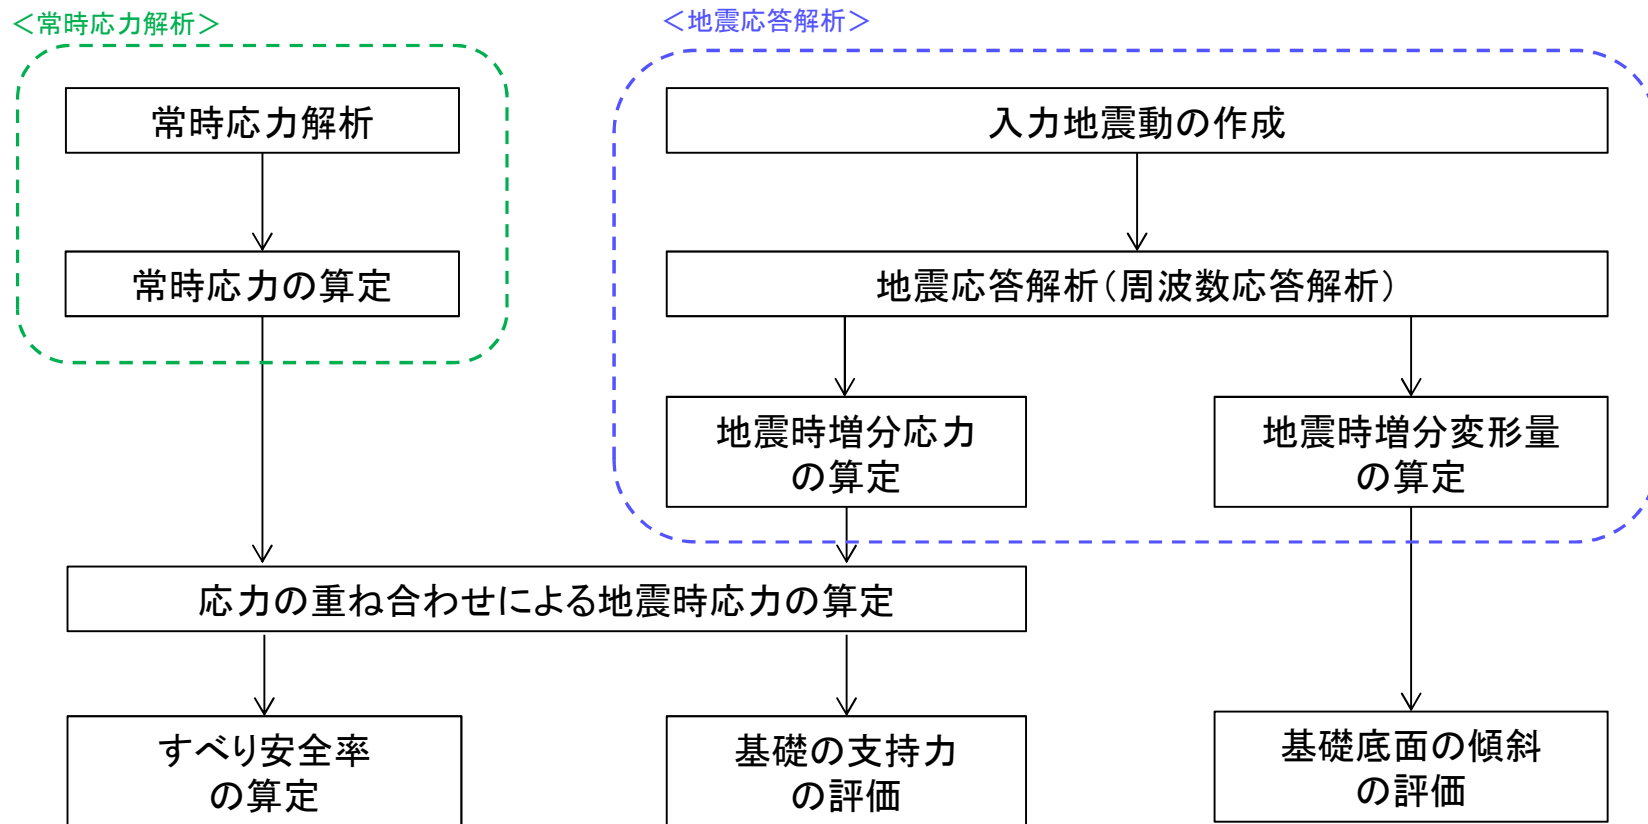 ＜常時応力解析＞
＜地震応答解析＞
常時応力解析
入力地震動の作成
常時応力の算定
地震応答解析（周波数応答解析）
地震時増分応力
の算定
地震時増分変形量
の算定
応力の重ね合わせによる地震時応力の算定
すべり安全率
の算定
基礎の支持力
の評価
基礎底面の傾斜
の評価